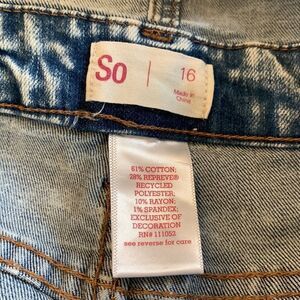 So | 16
Made in
China
61% COTTON;
28% REPREVE®
RECYCLED
POLYESTER;
10% RAYON;
1% SPANDEX;
EXCLUSIVE OF
DECORATION
RN# 111052
see reverse for care